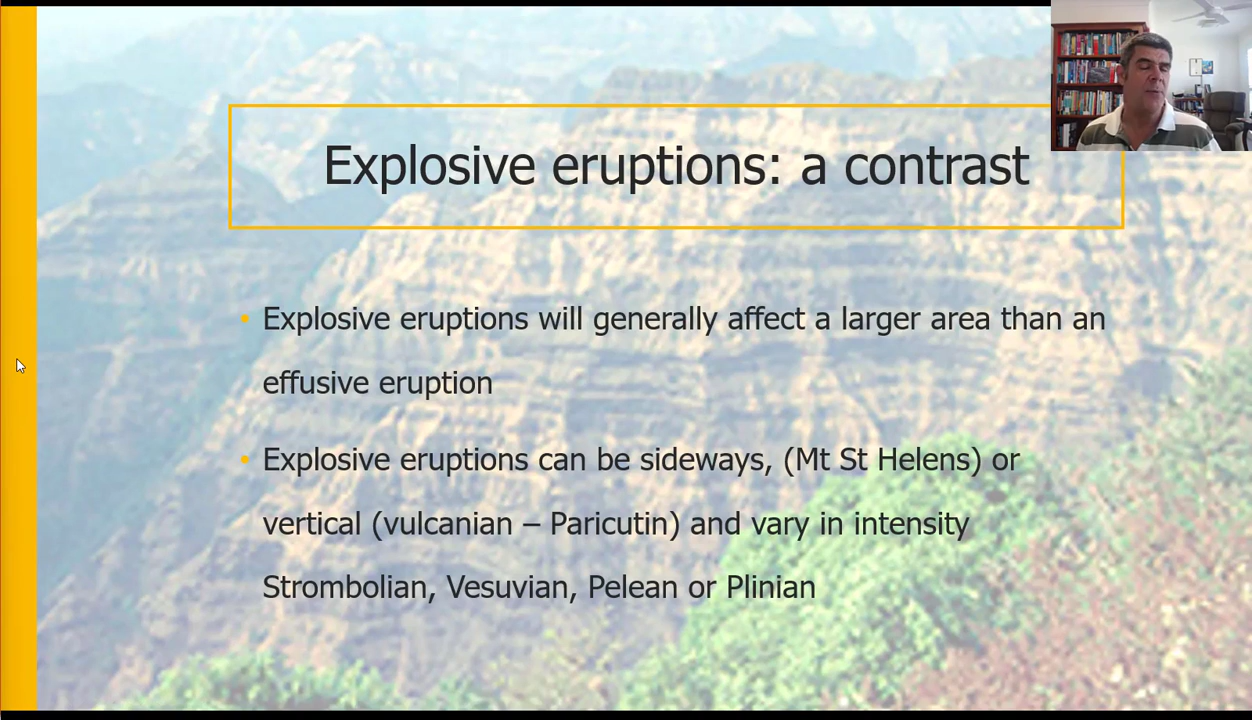 Explosive eruptions: a contrast
• Explosive eruptions will generally affect a larger area than an
effusive eruption
• Explosive eruptions can be sideways, (Mt St Helens) or
vertical (vulcanian – Paricutin) and vary in intensity
Strombolian, Vesuvian, Pelean or Plinian